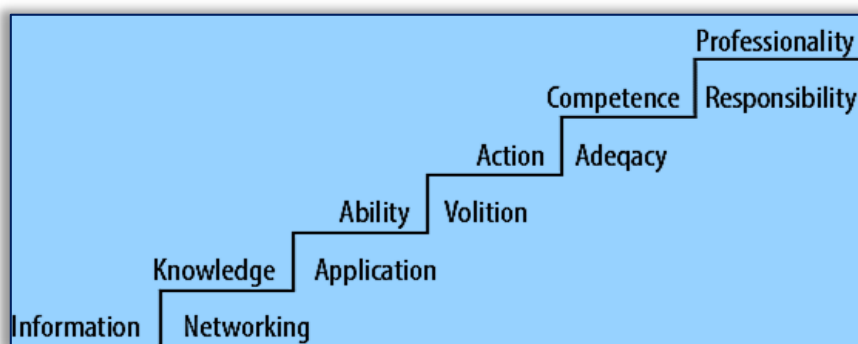 Professionality
Competence Responsibility
Action Adeqacy
Ability Volition
Knowledge Application
Information Networking